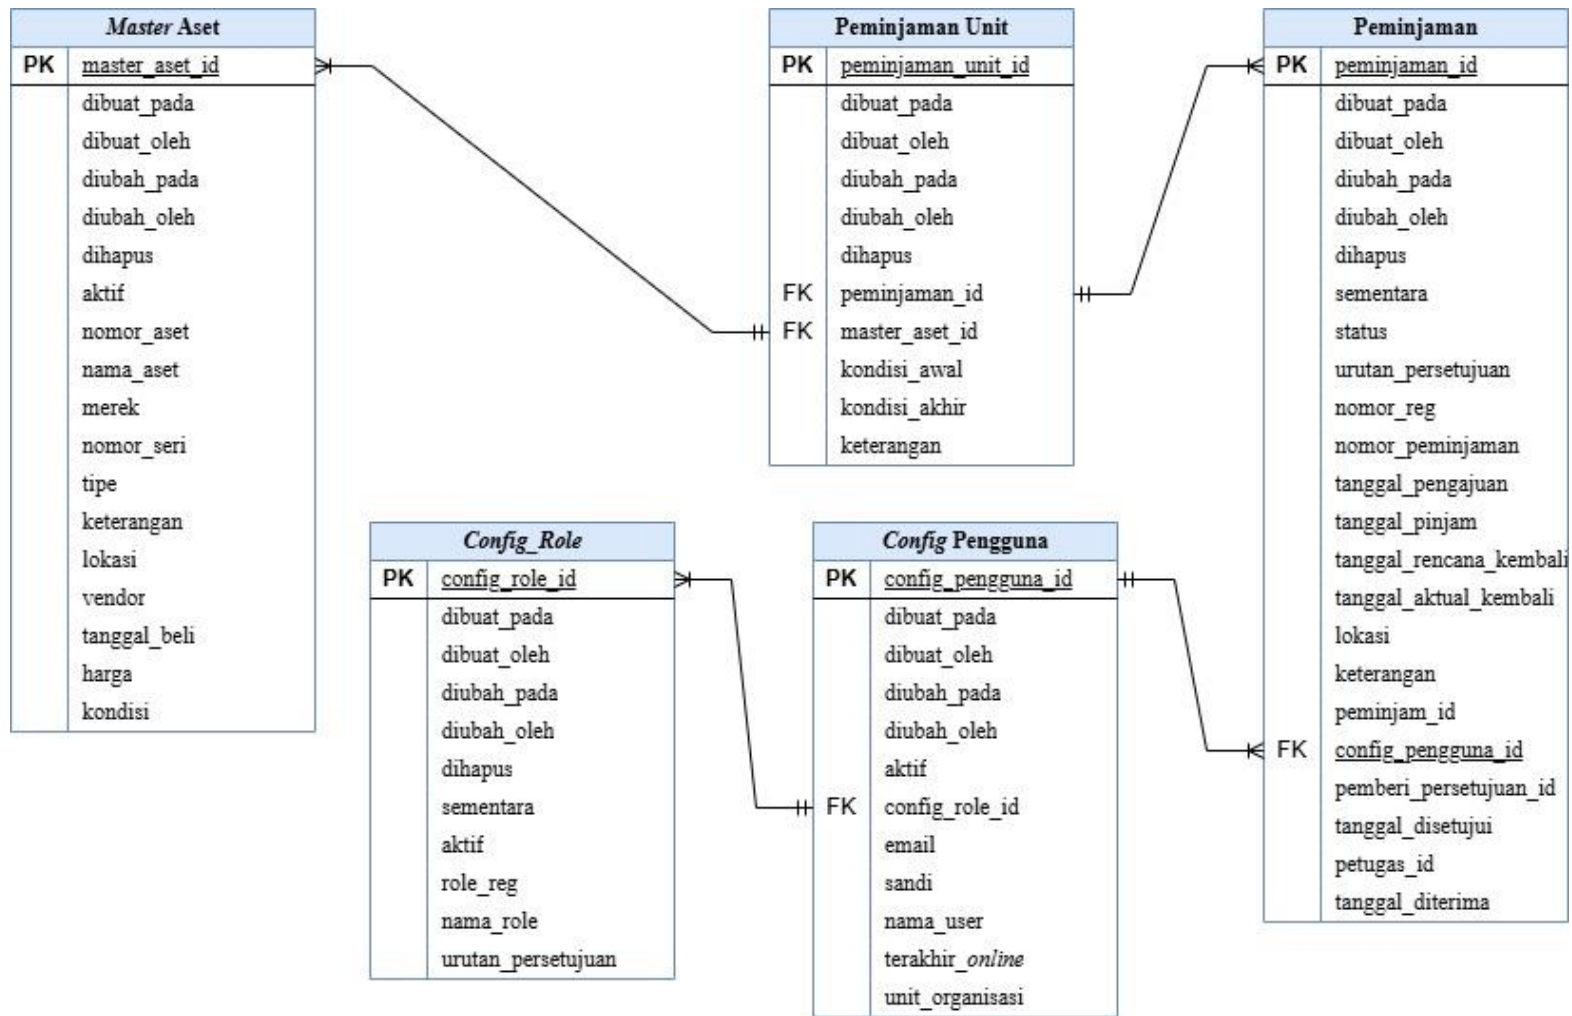 Master Aset
PK master_aset_id
dibuat_pada
dibuat_oleh
diubah_pada
diubah_oleh
dihapus
aktif
nomor_aset
nama_aset
merek
nomor_seri
tipe
keterangan
lokasi
vendor
tanggal_beli
harga
kondisi
Peminjaman Unit
PK peminjaman_unit_id
dibuat_pada
dibuat_oleh
diubah_pada
diubah_oleh
dihapus
FK peminjaman_id
FK master_aset_id
kondisi_awal
kondisi_akhir
keterangan
Peminjaman
PK peminjaman_id
dibuat_pada
dibuat_oleh
diubah_pada
diubah_oleh
dihapus
sementara
status
urutan_persetujuan
nomor_reg
nomor_peminjaman
tanggal_pengajuan
tanggal_pinjam
tanggal_rencana_kembali
tanggal_aktual_kembali
lokasi
keterangan
peminjam_id
FK config_pengguna_id
pemberi_persetujuan_id
tanggal_disetujui
petugas_id
tanggal_diterima
Config_Role
PK config_role_id
dibuat_pada
dibuat_oleh
diubah_pada
diubah_oleh
dihapus
sementara
aktif
role_reg
nama_role
urutan_persetujuan
Config Pengguna
PK config_pengguna_id
dibuat_pada
dibuat_oleh
diubah_pada
diubah_oleh
aktif
FK config_role_id
email
sandi
nama_user
terakhir_online
unit_organisasi